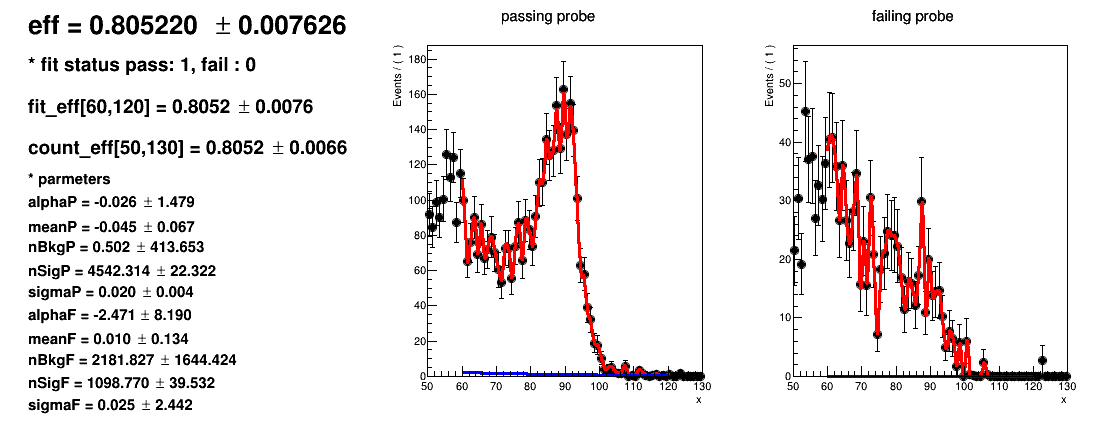 eff = 0.805220 ± 0.007626
* fit status pass: 1, fail : 0
fit_eff[60,120] = 0.8052 ± 0.0076
count_eff[50,130] = 0.8052 ± 0.0066
* parmeters
alphaP = -0.026 ± 1.479
meanP = -0.045 ± 0.067
nBkgP = 0.502 ± 413.653
nSigP = 4542.314 ± 22.322
sigmaP = 0.020 ± 0.004
alphaF = -2.471 ± 8.190
meanF = 0.010 ± 0.134
nBkgF = 2181.827 ± 1644.424
nSigF = 1098.770 ± 39.532
sigmaF = 0.025 ± 2.442
passing probe
Events / ( 1 )
180
160
140
120
100
80
60
40
20
0
50 60 70 80 90 100 110 120 130
x
failing probe
Events / ( 1 )
50
40
30
20
10
0
50 60 70 80 90 100 110 120 130
x